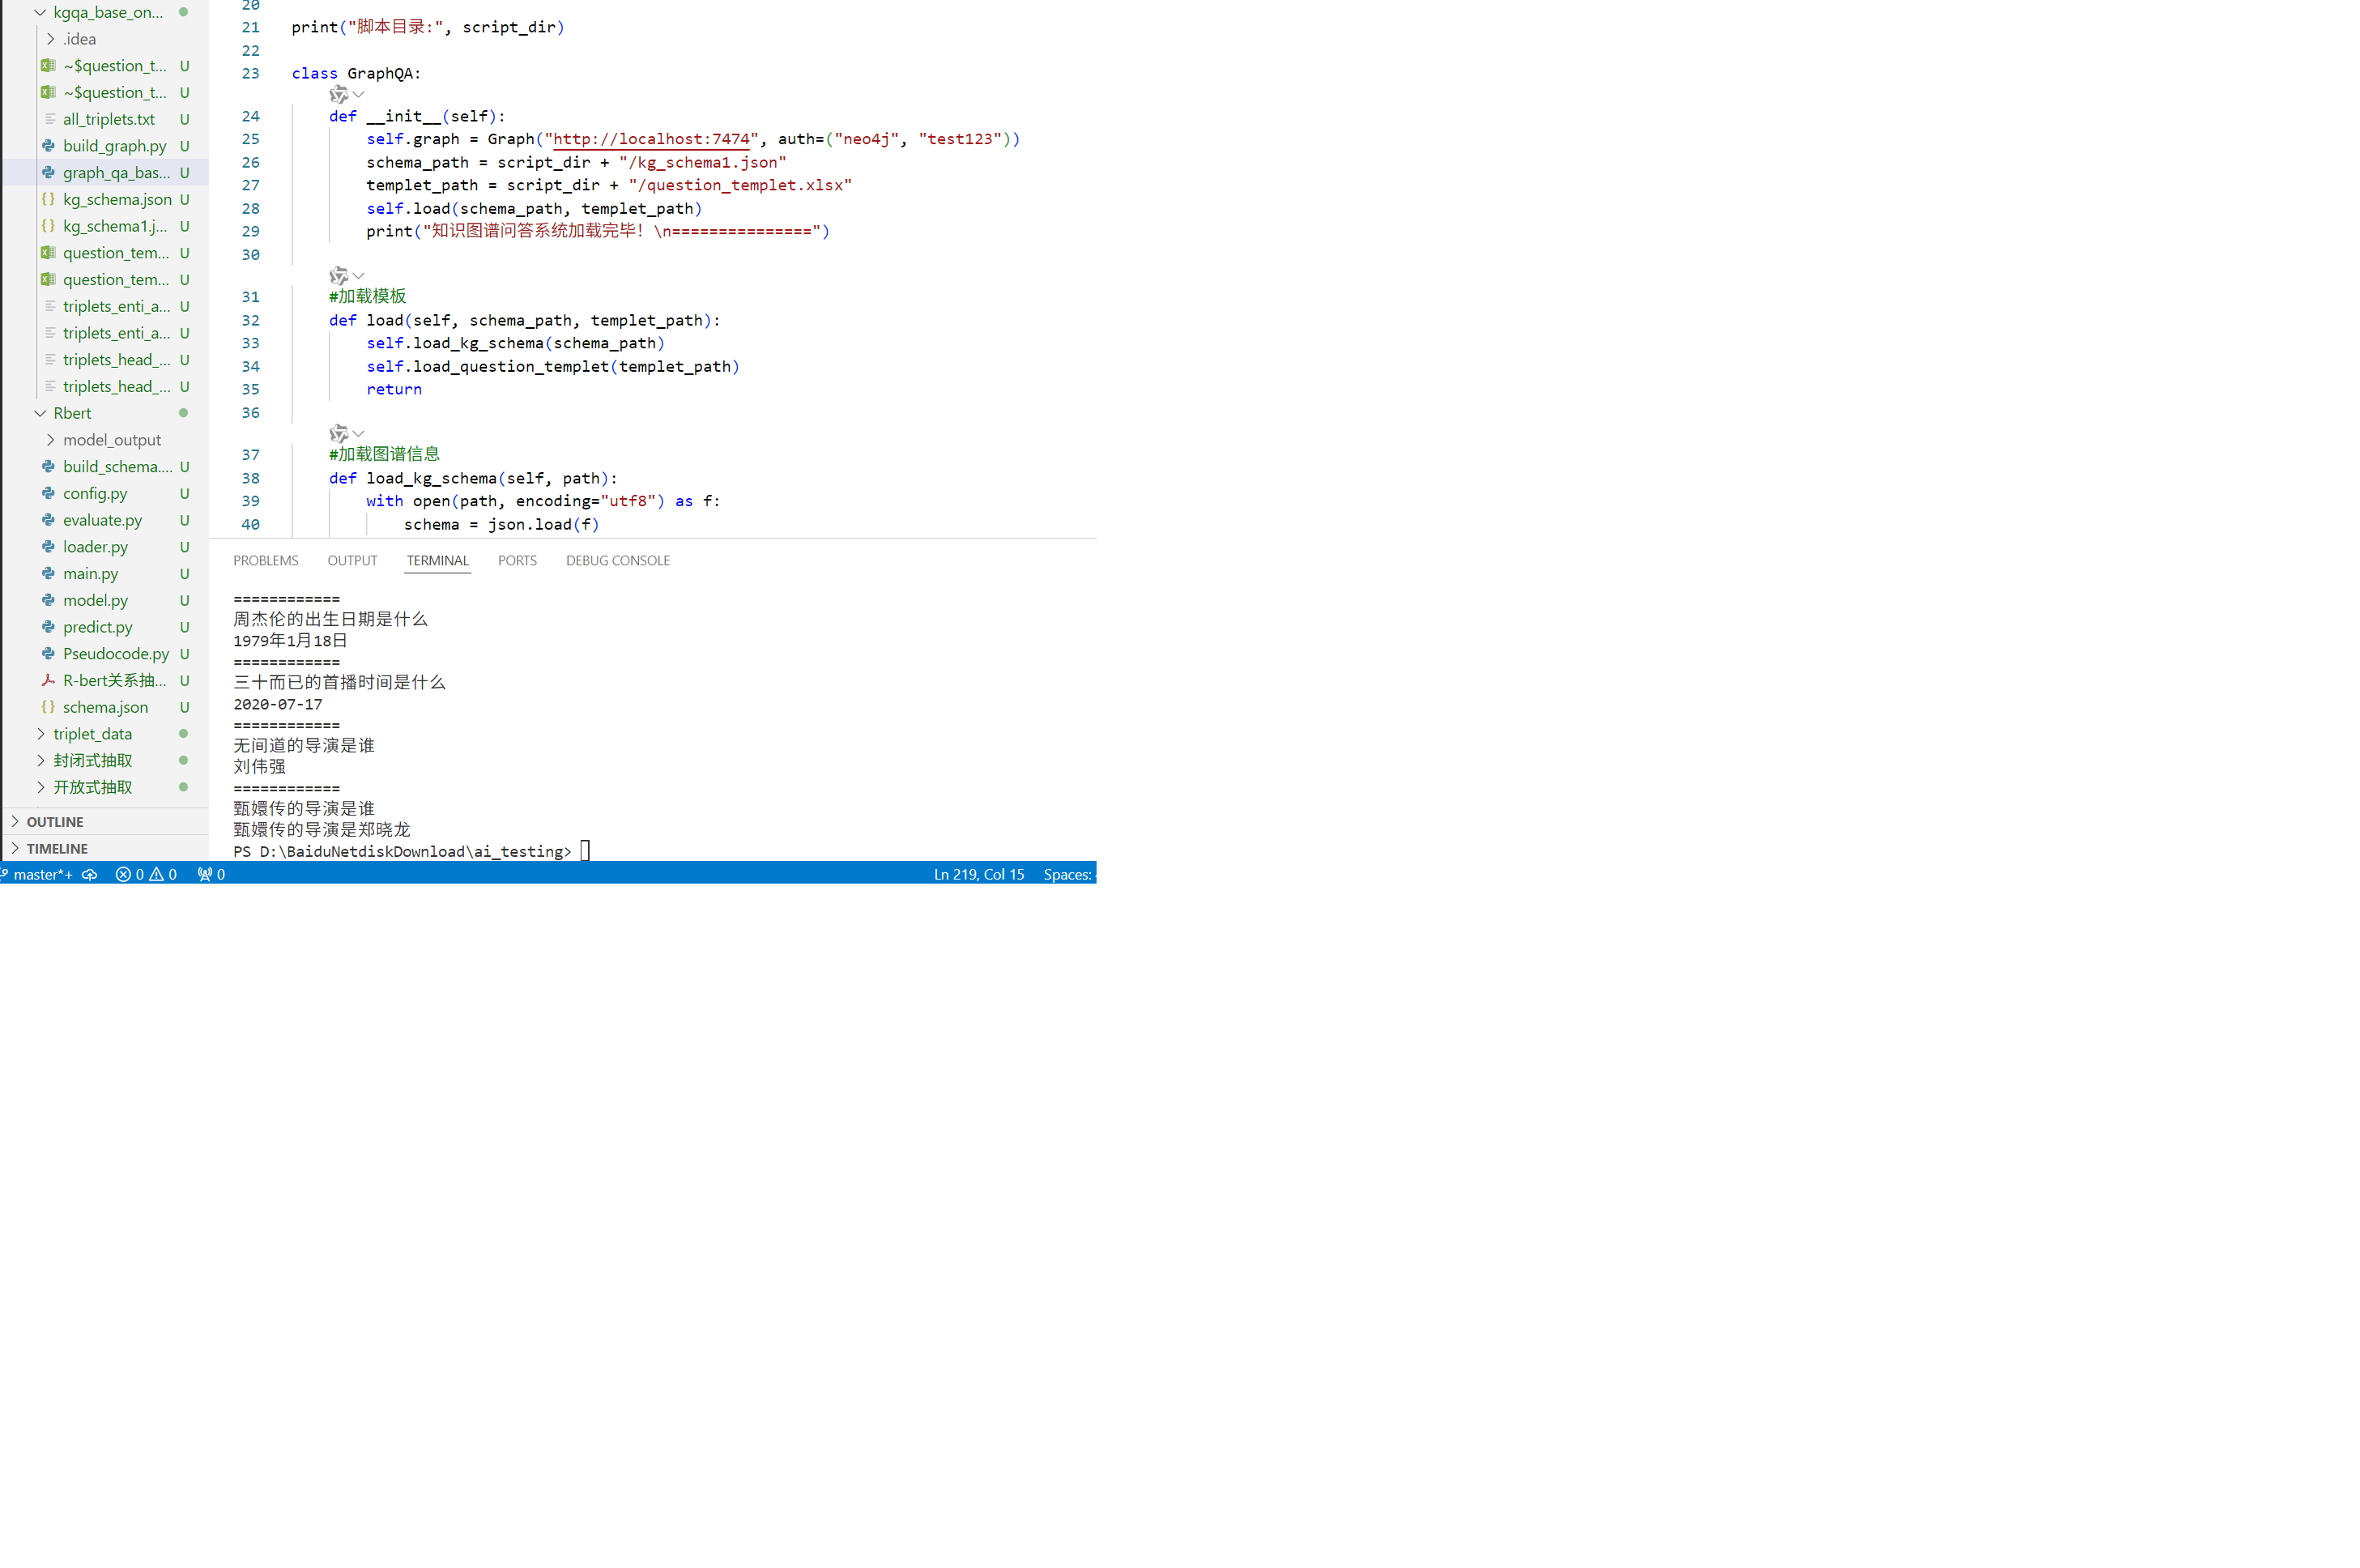 kgqa_base_on...
.idea
~$question_t... U
~$question_t... U
all_triplets.txt U
build_graph.py U
graph_qa_bas... U
kg_schema.json U
kg_schema1.j... U
question_tem... U
question_tem... U
triplets_enti_a... U
triplets_enti_a... U
triplets_head_... U
triplets_head_... U
Rbert
model_output
build_schema.... U
config.py U
evaluate.py U
loader.py U
main.py U
model.py U
predict.py U
Pseudocode.py U
R-bert关系抽... U
schema.json U
triplet_data
封闭式抽取
开放式抽取
OUTLINE
TIMELINE
20
21 print("脚本目录:", script_dir)
22
23 class GraphQA:
24 def __init__(self):
25 self.graph = Graph("http://localhost:7474", auth=("neo4j", "test123"))
26 schema_path = script_dir + "/kg_schema1.json"
27 templet_path = script_dir + "/question_templet.xlsx"
28 self.load(schema_path, templet_path)
29 print("知识图谱问答系统加载完毕！\n===============")
30
31 #加载模板
32 def load(self, schema_path, templet_path):
33 self.load_kg_schema(schema_path)
34 self.load_question_templet(templet_path)
35 return
36
37 #加载图谱信息
38 def load_kg_schema(self, path):
39 with open(path, encoding="utf8") as f:
40 schema = json.load(f)
PROBLEMS OUTPUT TERMINAL PORTS DEBUG CONSOLE
============
周杰伦的出生日期是什么
1979年1月18日
============
三十而已的首播时间是什么
2020-07-17
============
无间道的导演是谁
刘伟强
============
甄嬛传的导演是谁
甄嬛传的导演是郑晓龙
PS D:\BaiduNetdiskDownload\ai_testing>
master*+ 0 0 0 Ln 219, Col 15 Spaces: